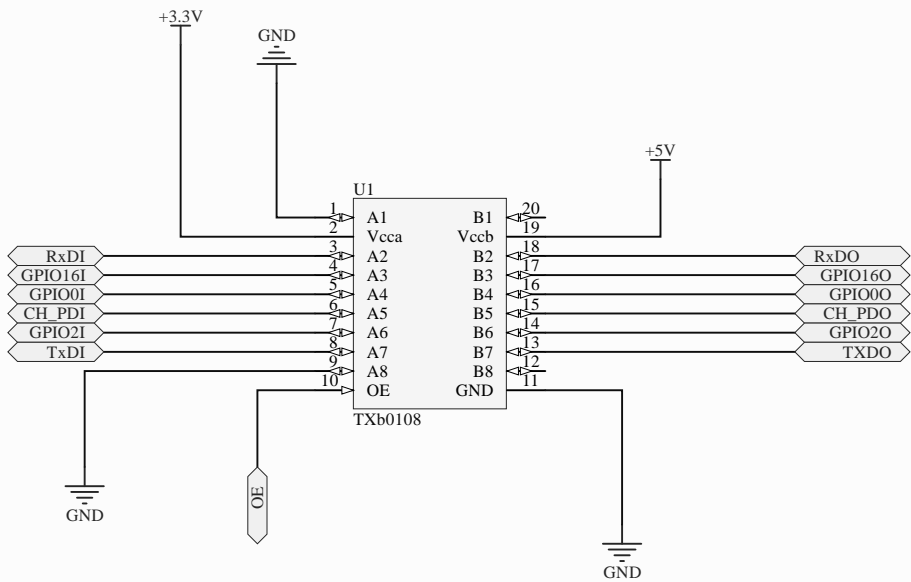 +3.3V
GND
+5V
U1
1 A1 B1 20
2 Vcca Vccb 19
RxDI 3 A2 B2 18 RxDO
GPIO16I 4 A3 B3 17 GPIO16O
GPIO0I 5 A4 B4 16 GPIO0O
CH_PDI 6 A5 B5 15 CH_PDO
GPIO2I 7 A6 B6 14 GPIO2O
TxDI 8 A7 B7 13 TXDO
9 A8 B8 12
10 OE GND 11
TXb0108
OE
GND
GND